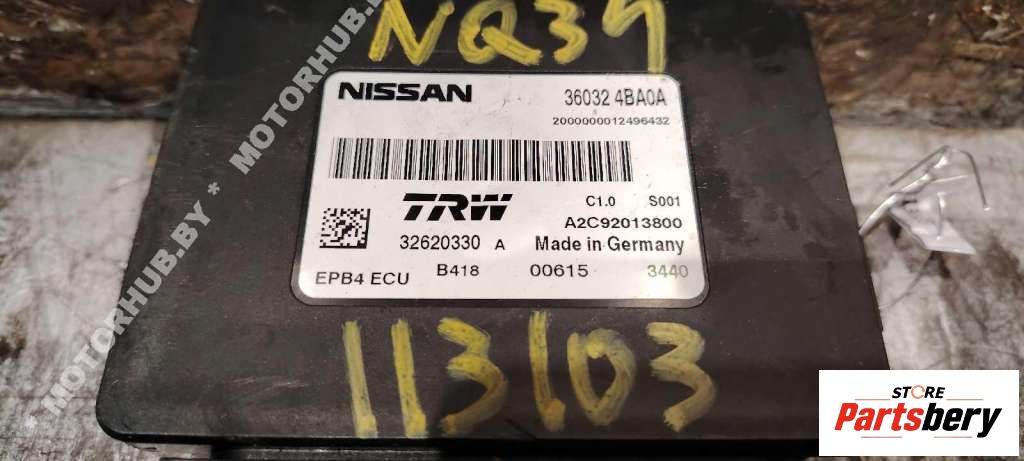 NQ34
NISSAN 36032 4BA0A
2000000012496432
TRW C1.0 S001
A2C92013800
32620330 A Made in Germany
EPB4 ECU B418 00615 3440
113103
* MOTORHUB.BY * MOTORHUB.BY
STORE
Partsbery